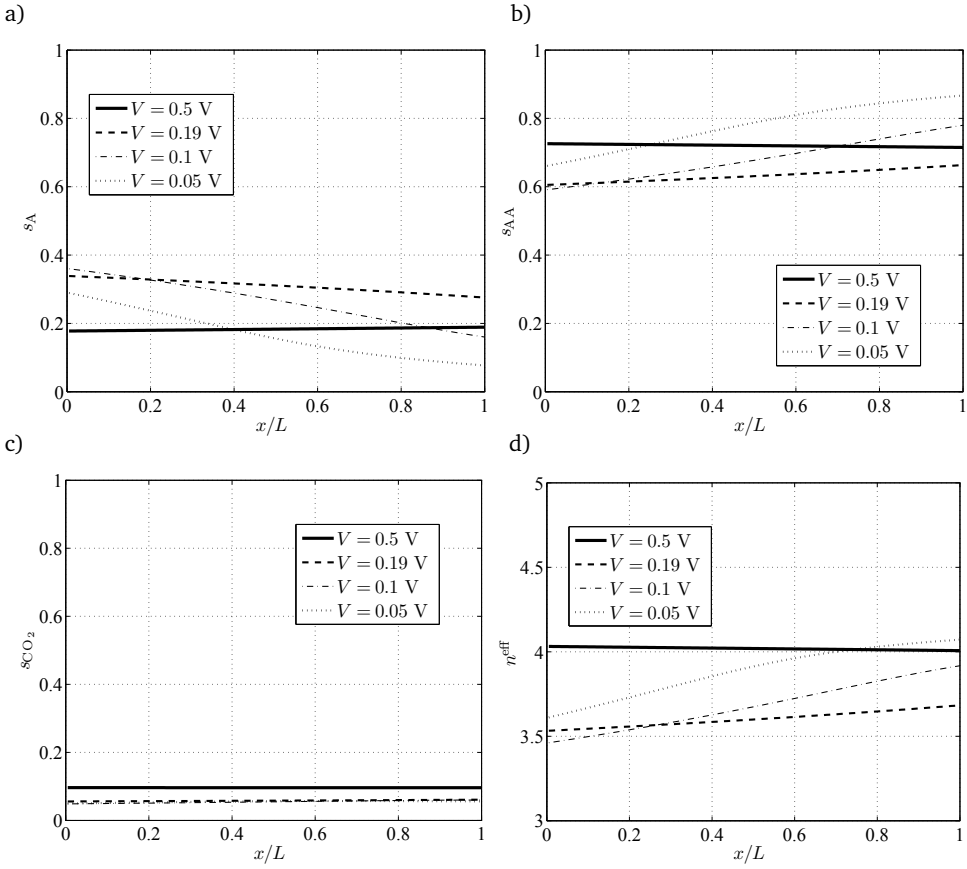 a)
1
0.8
0.6
0.4
0.2
0
s_A
V = 0.5 V
V = 0.19 V
V = 0.1 V
V = 0.05 V
0 0.2 0.4 0.6 0.8 1
x/L
b)
1
0.8
0.6
0.4
0.2
0
s_AA
V = 0.5 V
V = 0.19 V
V = 0.1 V
V = 0.05 V
0 0.2 0.4 0.6 0.8 1
x/L
c)
1
0.8
0.6
0.4
0.2
0
s_CO₂
V = 0.5 V
V = 0.19 V
V = 0.1 V
V = 0.05 V
0 0.2 0.4 0.6 0.8 1
x/L
d)
5
4.5
4
3.5
3
n^eff
V = 0.5 V
V = 0.19 V
V = 0.1 V
V = 0.05 V
0 0.2 0.4 0.6 0.8 1
x/L